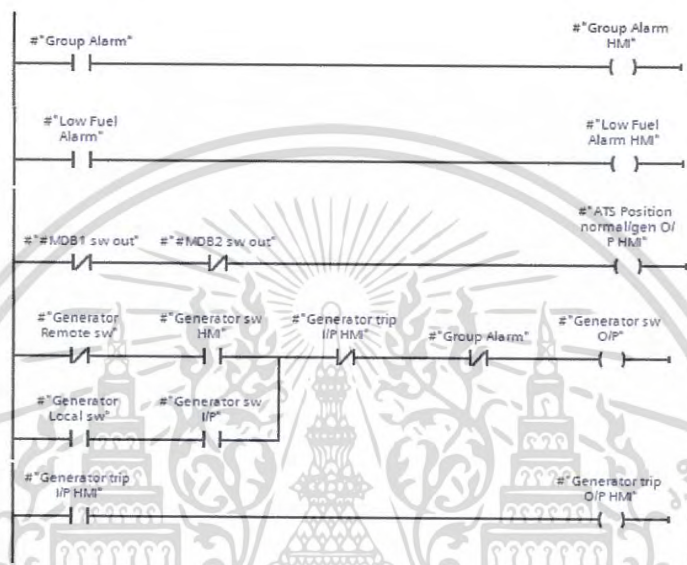 #"Group Alarm"
#"Group Alarm
HMI"
#"Low Fuel
Alarm"
#"Low Fuel
Alarm HMI"
#"#MDB1 sw out"
#"#MDB2 sw out"
#"ATS Position
normal/gen O/
P HMI"
#"Generator
Remote sw"
#"Generator sw
HMI"
#"Generator trip
I/P HMI"
#"Group Alarm"
#"Generator sw
O/P"
#"Generator
Local sw"
#"Generator sw
I/P"
#"Generator trip
I/P HMI"
#"Generator trip
O/P HMI"